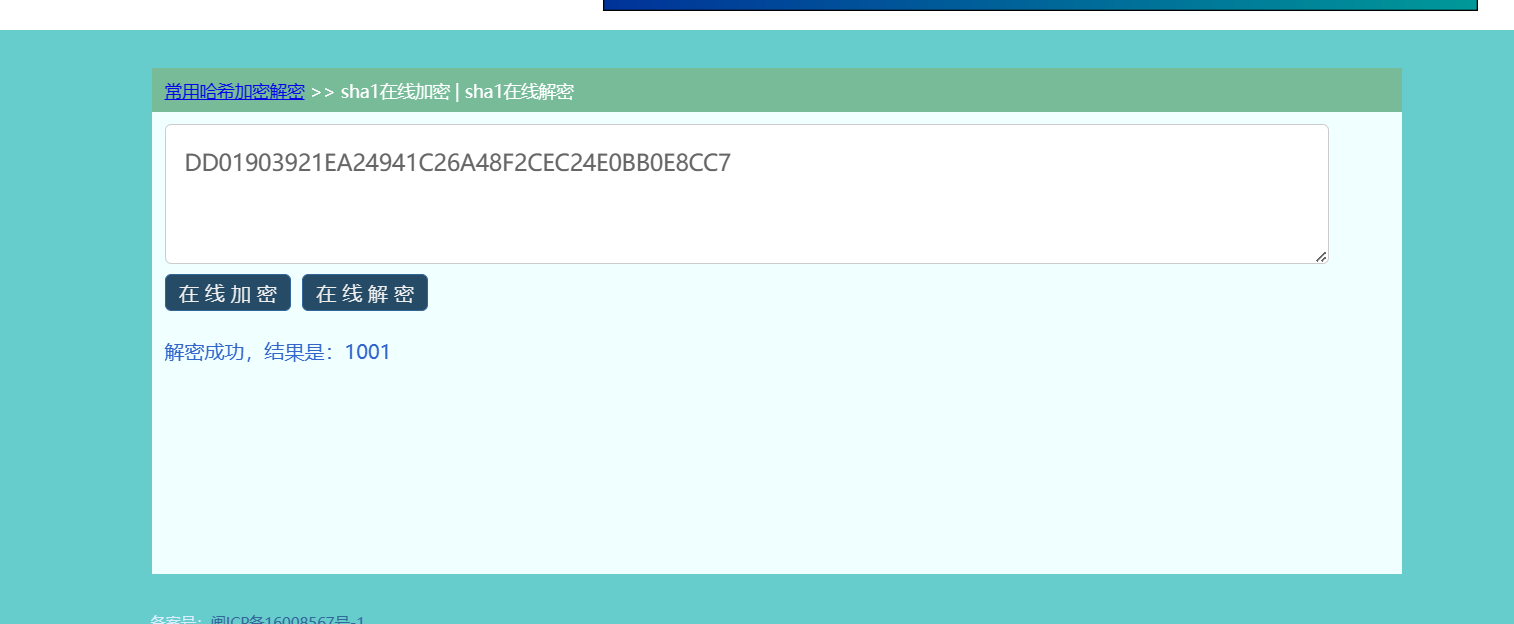 常用哈希加密解密 >> sha1在线加密 | sha1在线解密
DD01903921EA24941C26A48F2CEC24E0BB0E8CC7
在线加密 在线解密
解密成功，结果是：1001
备案号：闽ICP备16008567号-1